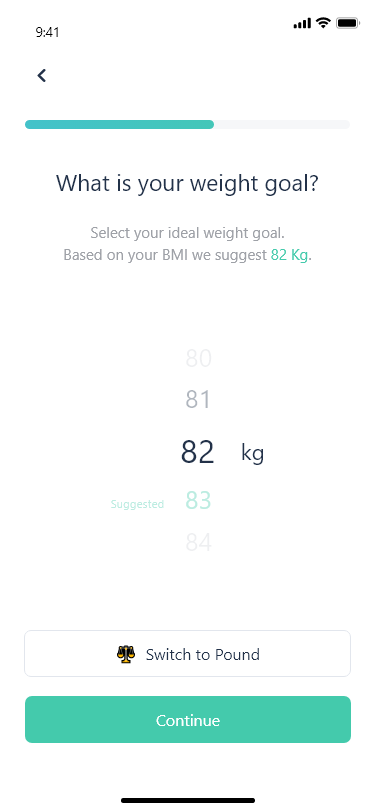 9:41
What is your weight goal?
Select your ideal weight goal.
Based on your BMI we suggest 82 Kg.
80
81
82 kg
Suggested 83
84
Switch to Pound
Continue